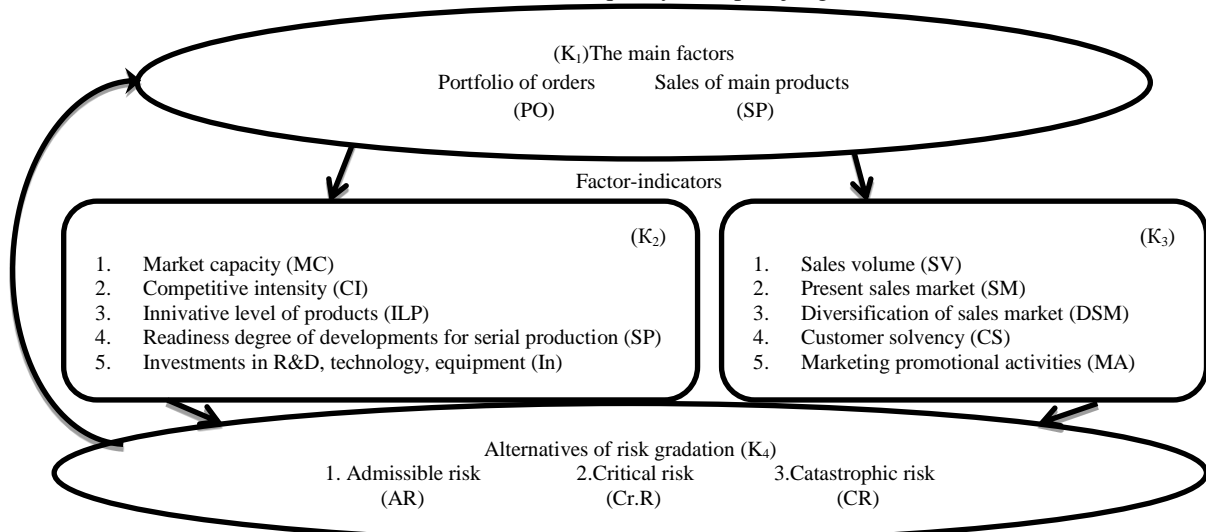 (K₁)The main factors
Portfolio of orders Sales of main products
(PO) (SP)
Factor-indicators
(K₂)
1. Market capacity (MC)
2. Competitive intensity (CI)
3. Innivative level of products (ILP)
4. Readiness degree of developments for serial production (SP)
5. Investments in R&D, technology, equipment (In)
(K₃)
1. Sales volume (SV)
2. Present sales market (SM)
3. Diversification of sales market (DSM)
4. Customer solvency (CS)
5. Marketing promotional activities (MA)
Alternatives of risk gradation (K₄)
1. Admissible risk 2.Critical risk 3.Catastrophic risk
(AR) (Cr.R) (CR)